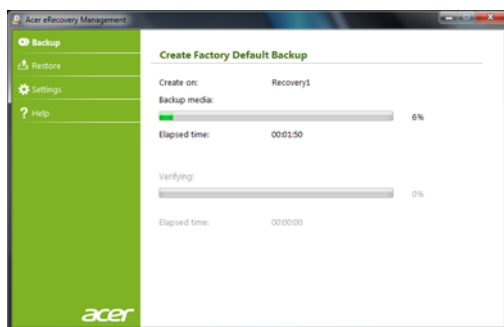 Acer eRecovery Management
Backup
Restore
Settings
Help
Create Factory Default Backup
Create on: Recovery1
Backup media:
6%
Elapsed time: 00:01:50
Verifying:
0%
Elapsed time: 00:00:00
acer